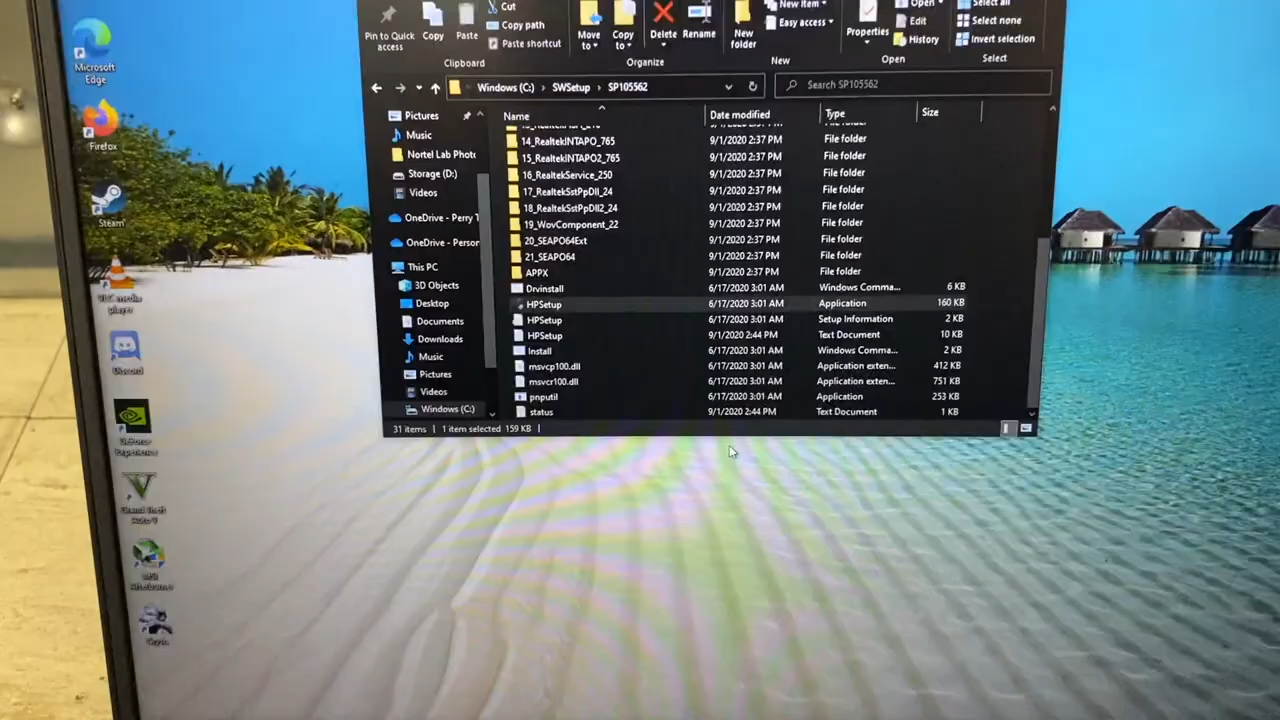 Cut
Copy path
Paste shortcut
Pin to Quick
access
Copy
Paste
Clipboard
Move
to
Copy
to
Delete
Rename
Organize
New
folder
New item
Easy access
New
Properties
Open
Edit
History
Open
Select all
Select none
Invert selection
Select
Windows (C:) > SWSetup > SP105562
Search SP105562
Pictures
Music
Nortel Lab Phot
Storage (D:)
Videos
OneDrive - Perry T
OneDrive - Person
This PC
3D Objects
Desktop
Documents
Downloads
Music
Pictures
Videos
Windows (C:)
Name Date modified Type Size
14_RealtekINTAPO_765 9/1/2020 2:37 PM File folder
15_RealtekINTAPO2_765 9/1/2020 2:37 PM File folder
16_RealtekService_250 9/1/2020 2:37 PM File folder
17_RealtekSstPpDll_24 9/1/2020 2:37 PM File folder
18_RealtekSstPpDll2_24 9/1/2020 2:37 PM File folder
19_WovComponent_22 9/1/2020 2:37 PM File folder
20_SEAPO64Ext 9/1/2020 2:37 PM File folder
21_SEAPO64 9/1/2020 2:37 PM File folder
APPX 9/1/2020 2:37 PM File folder
Drvinstall 6/17/2020 3:01 AM Windows Comma... 6 KB
HPSetup 6/17/2020 3:01 AM Application 160 KB
HPSetup 6/17/2020 3:01 AM Setup Information 2 KB
HPSetup 9/1/2020 2:44 PM Text Document 10 KB
Install 6/17/2020 3:01 AM Windows Comma... 2 KB
msvcp100.dll 6/17/2020 3:01 AM Application exten... 412 KB
msvcr100.dll 6/17/2020 3:01 AM Application exten... 751 KB
pnputil 6/17/2020 3:01 AM Application 253 KB
status 9/1/2020 2:44 PM Text Document 1 KB
31 items | 1 item selected 159 KB |
Microsoft
Edge
Firefox
Steam
VLC media
player
Discord
GeForce
Experience
Grand Theft
Auto V
MSI
Afterburner